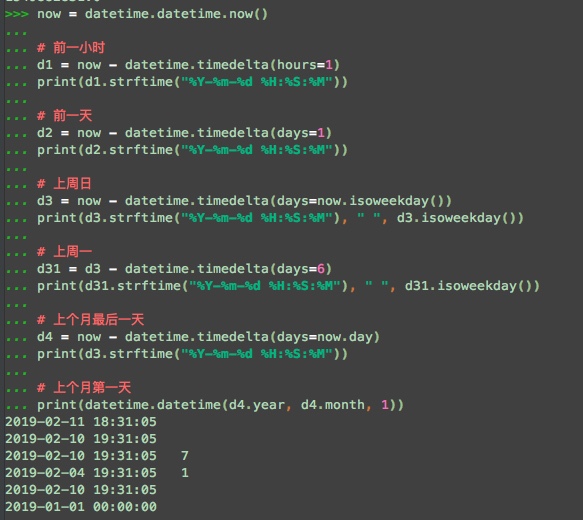 >>> now = datetime.datetime.now()
...
... # 前一小时
... d1 = now - datetime.timedelta(hours=1)
... print(d1.strftime("%Y-%m-%d %H:%S:%M"))
...
... # 前一天
... d2 = now - datetime.timedelta(days=1)
... print(d2.strftime("%Y-%m-%d %H:%S:%M"))
...
... # 上周日
... d3 = now - datetime.timedelta(days=now.isoweekday())
... print(d3.strftime("%Y-%m-%d %H:%S:%M"), " ", d3.isoweekday())
...
... # 上周一
... d31 = d3 - datetime.timedelta(days=6)
... print(d31.strftime("%Y-%m-%d %H:%S:%M"), " ", d31.isoweekday())
...
... # 上个月最后一天
... d4 = now - datetime.timedelta(days=now.day)
... print(d3.strftime("%Y-%m-%d %H:%S:%M"))
...
... # 上个月第一天
... print(datetime.datetime(d4.year, d4.month, 1))
2019-02-11 18:31:05
2019-02-10 19:31:05
2019-02-10 19:31:05   7
2019-02-04 19:31:05   1
2019-02-10 19:31:05
2019-01-01 00:00:00